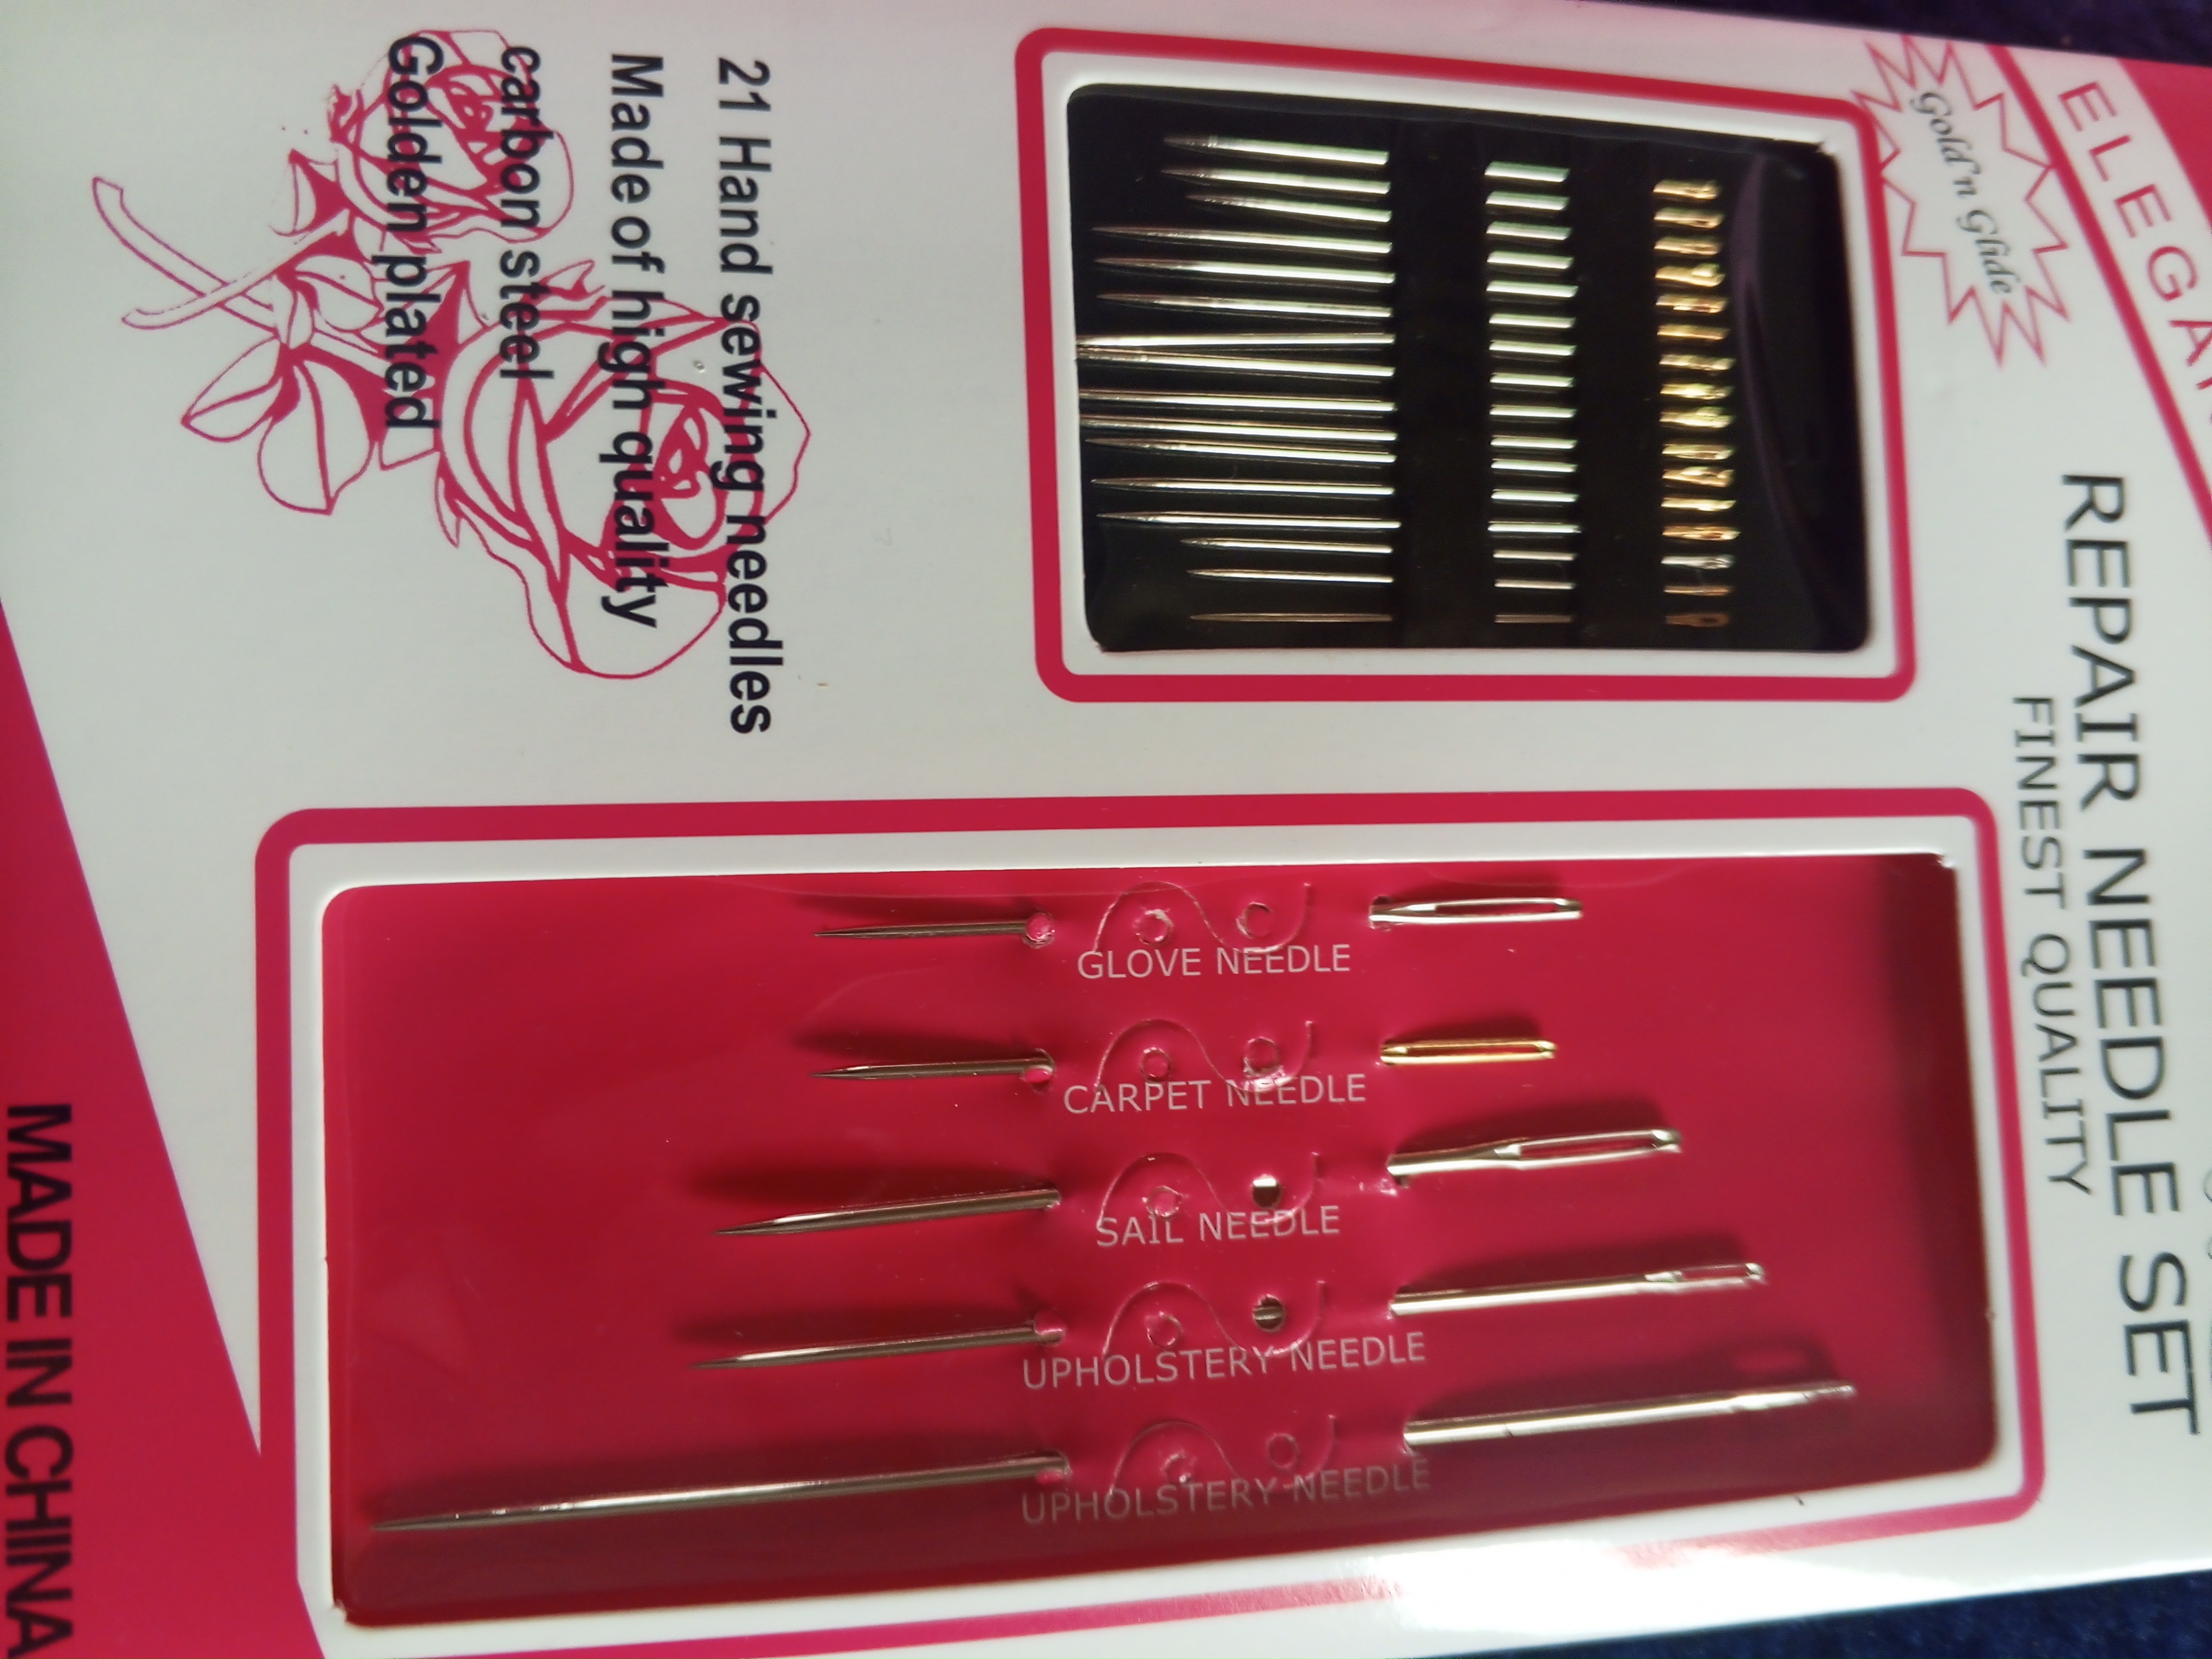 ELEGA
Gold'n Glide
REPAIR NEEDLE SET
FINEST QUALITY
21 Hand sewing needles
Made of high quality
carbon steel
Golden plated
GLOVE NEEDLE
CARPET NEEDLE
SAIL NEEDLE
UPHOLSTERY NEEDLE
UPHOLSTERY NEEDLE
MADE IN CHINA